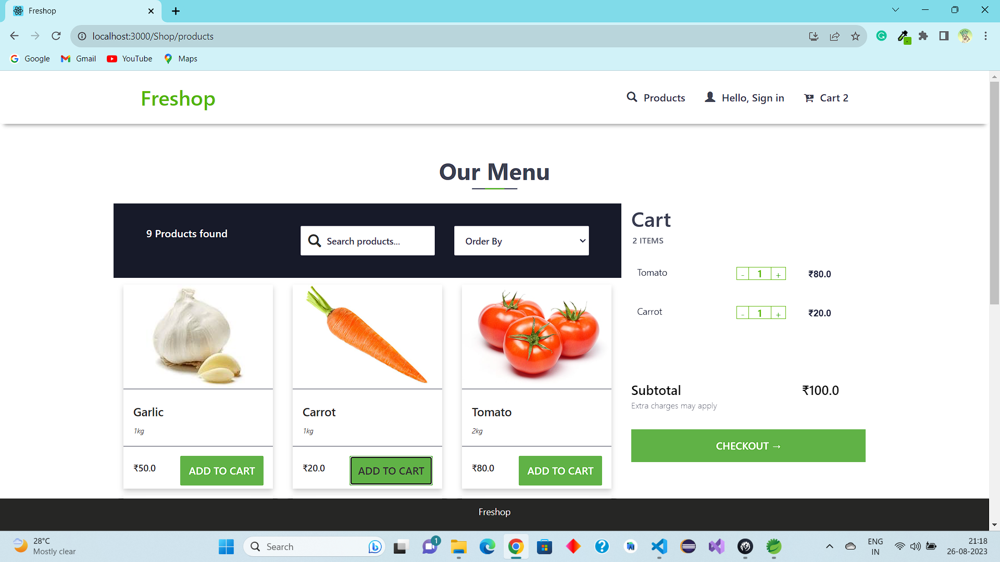 Freshop
localhost:3000/Shop/products
Google Gmail YouTube Maps
Freshop
Products Hello, Sign in Cart 2
Our Menu
9 Products found
Search products...
Order By
Garlic
1kg
₹50.0 ADD TO CART
Carrot
1kg
₹20.0 ADD TO CART
Tomato
2kg
₹80.0 ADD TO CART
Cart
2 ITEMS
Tomato - 1 + ₹80.0
Carrot - 1 + ₹20.0
Subtotal ₹100.0
Extra charges may apply
CHECKOUT →
Freshop
28°C
Mostly clear
Search
1
ENG
IN
21:18
26-08-2023